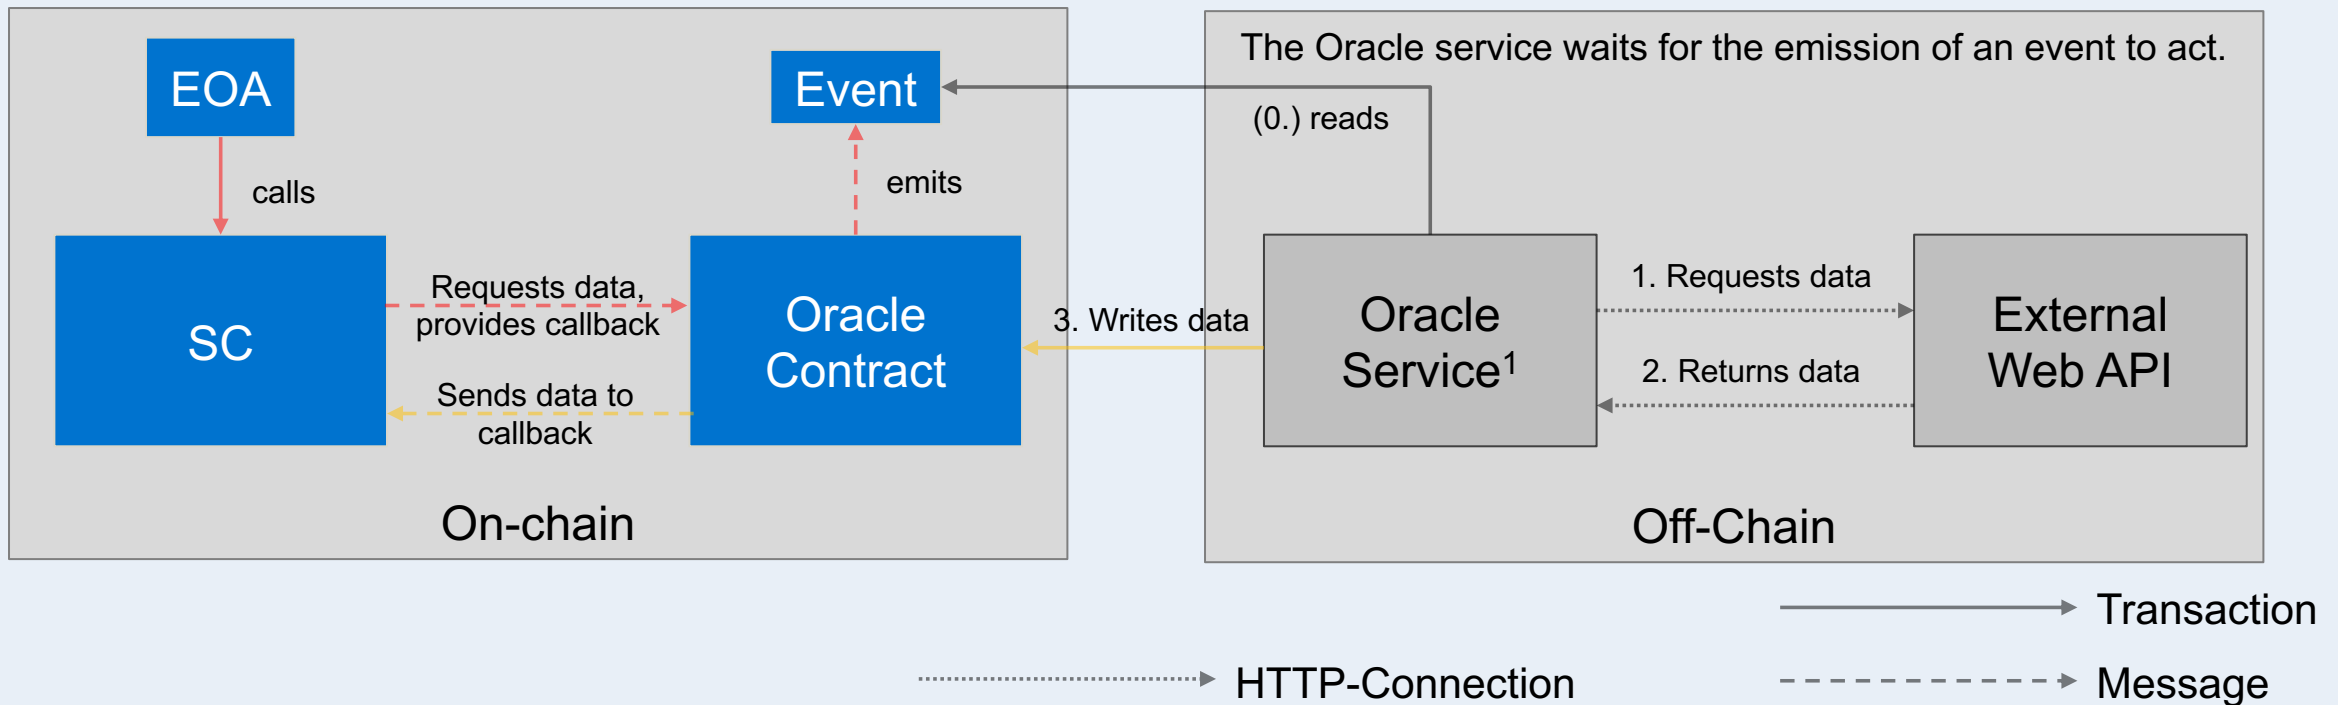 EOA
calls
SC
Requests data,
provides callback
Sends data to
callback
Event
emits
Oracle
Contract
On-chain
The Oracle service waits for the emission of an event to act.
(0.) reads
3. Writes data
Oracle
Service¹
1. Requests data
2. Returns data
External
Web API
Off-Chain
Transaction
HTTP-Connection
Message